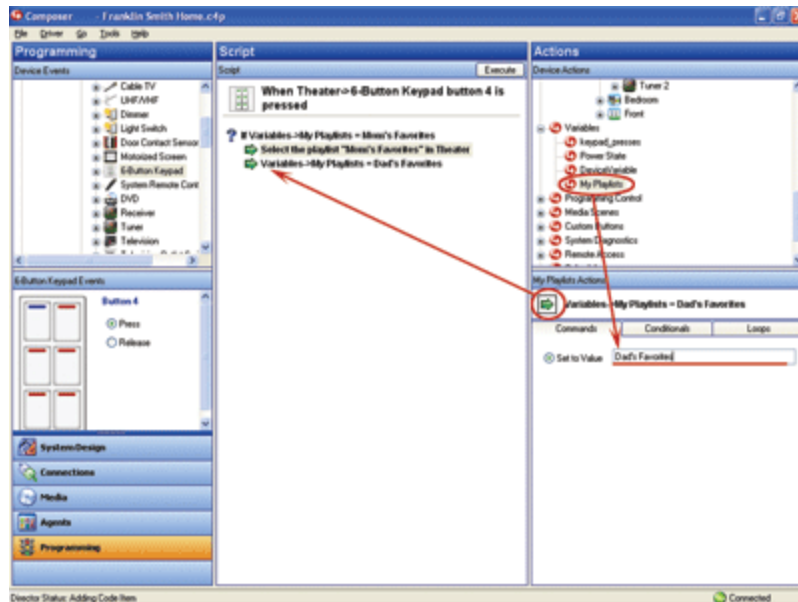 Composer - Franklin Smith Home.c4p
File Driver Go Tools Help
Programming
Device Events
Cable TV
UHF/VHF
Dimmer
Light Switch
Door Contact Sensor
Motorized Screen
6-Button Keypad
System Remote Cont
DVD
Receiver
Tuner
Television
6-Button Keypad Events
Button 4
Press
Release
System Design
Connections
Media
Agents
Programming
Script
Script
Execute
When Theater->6-Button Keypad button 4 is
pressed
If Variables->My Playlists = Mom's Favorites
Select the playlist "Mom's Favorites" in Theater
Variables->My Playlists = Dad's Favorites
Actions
Device Actions
Tuner 2
Bedroom
Front
Variables
keypad_presses
Power State
DeviceVariable
My Playlists
Programming Control
Media Scenes
Custom Buttons
System Diagnostics
Remote Access
My Playlists Actions
Variables->My Playlists = Dad's Favorites
Commands Conditionals Loops
Set to Value Dad's Favorites
Director Status: Adding Code Item
Connected